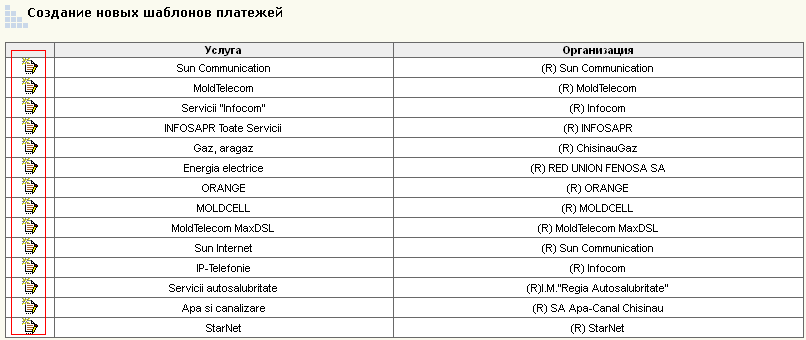 Создание новых шаблонов платежей
Услуга Организация
Sun Communication (R) Sun Communication
MoldTelecom (R) MoldTelecom
Servicii "Infocom" (R) Infocom
INFOSAPR Toate Servicii (R) INFOSAPR
Gaz, aragaz (R) ChisinauGaz
Energia electrice (R) RED UNION FENOSA SA
ORANGE (R) ORANGE
MOLDCELL (R) MOLDCELL
MoldTelecom MaxDSL (R) MoldTelecom MaxDSL
Sun Internet (R) Sun Communication
IP-Telefonie (R) Infocom
Servicii autosalubritate (R)I.M."Regia Autosalubritate"
Apa si canalizare (R) SA Apa-Canal Chisinau
StarNet (R) StarNet